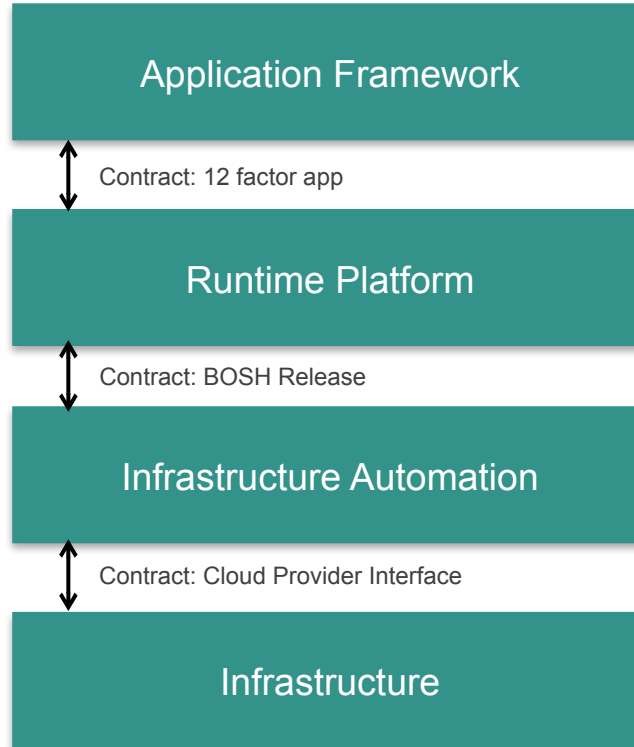 Application Framework
Contract: 12 factor app
Runtime Platform
Contract: BOSH Release
Infrastructure Automation
Contract: Cloud Provider Interface
Infrastructure